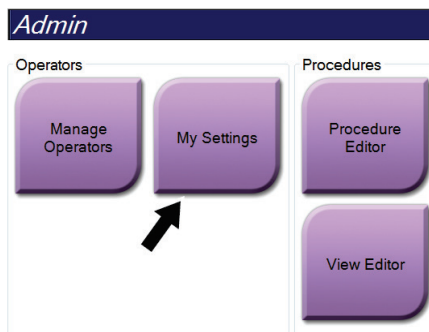 Admin
Operators
Procedures
Manage
Operators
My Settings
Procedure
Editor
View Editor